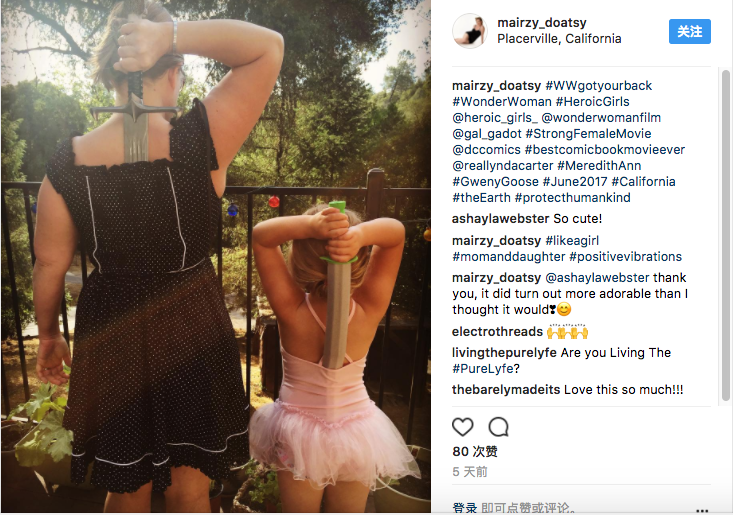 mairzy_doatsy
Placerville, California
关注
mairzy_doatsy #WWgotyourback
#WonderWoman #HeroicGirls
@heroic_girls_ @wonderwomanfilm
@gal_gadot #StrongFemaleMovie
@dccomics #bestcomicbookmovieever
@reallyndacarter #MeredithAnn
#GwenyGoose #June2017 #California
#theEarth #protecthumankind
ashaylawebster So cute!
mairzy_doatsy #likeagirl
#momanddaughter #positivevibrations
mairzy_doatsy @ashaylawebster thank
you, it did turn out more adorable than I
thought it would❣😊
electrothreads 🙌🙌
livingthepurelyfe Are you Living The
#PureLyfe?
thebarelymadeits Love this so much!!!
80 次赞
5 天前
登录 即可点赞或评论。